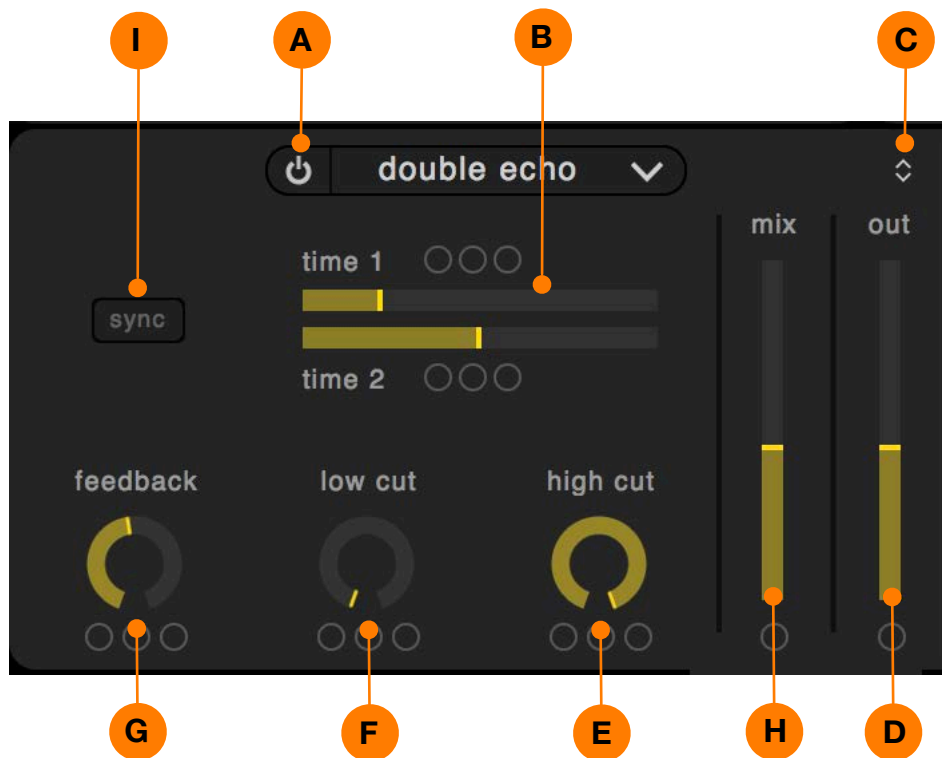 I A B C
double echo
mix out
time 1
sync
time 2
feedback low cut high cut
G F E H D